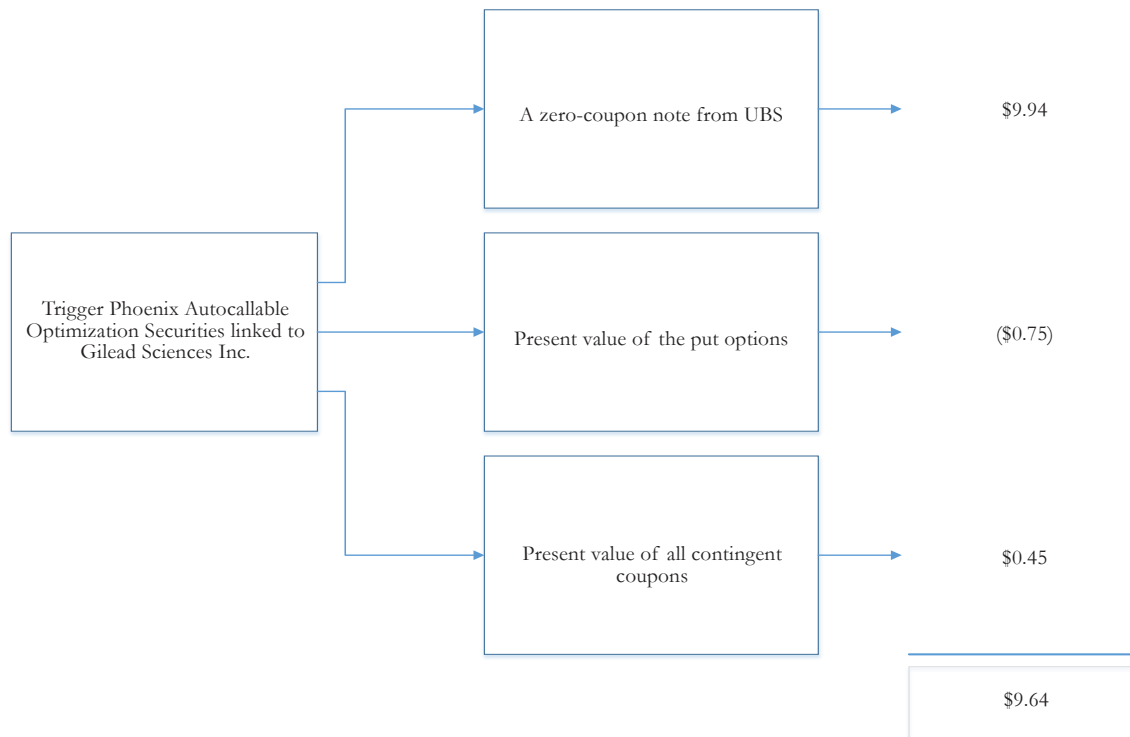 A zero-coupon note from UBS
$9.94
Trigger Phoenix Autocallable
Optimization Securities linked to
Gilead Sciences Inc.
Present value of the put options
($0.75)
Present value of all contingent
coupons
$0.45
$9.64